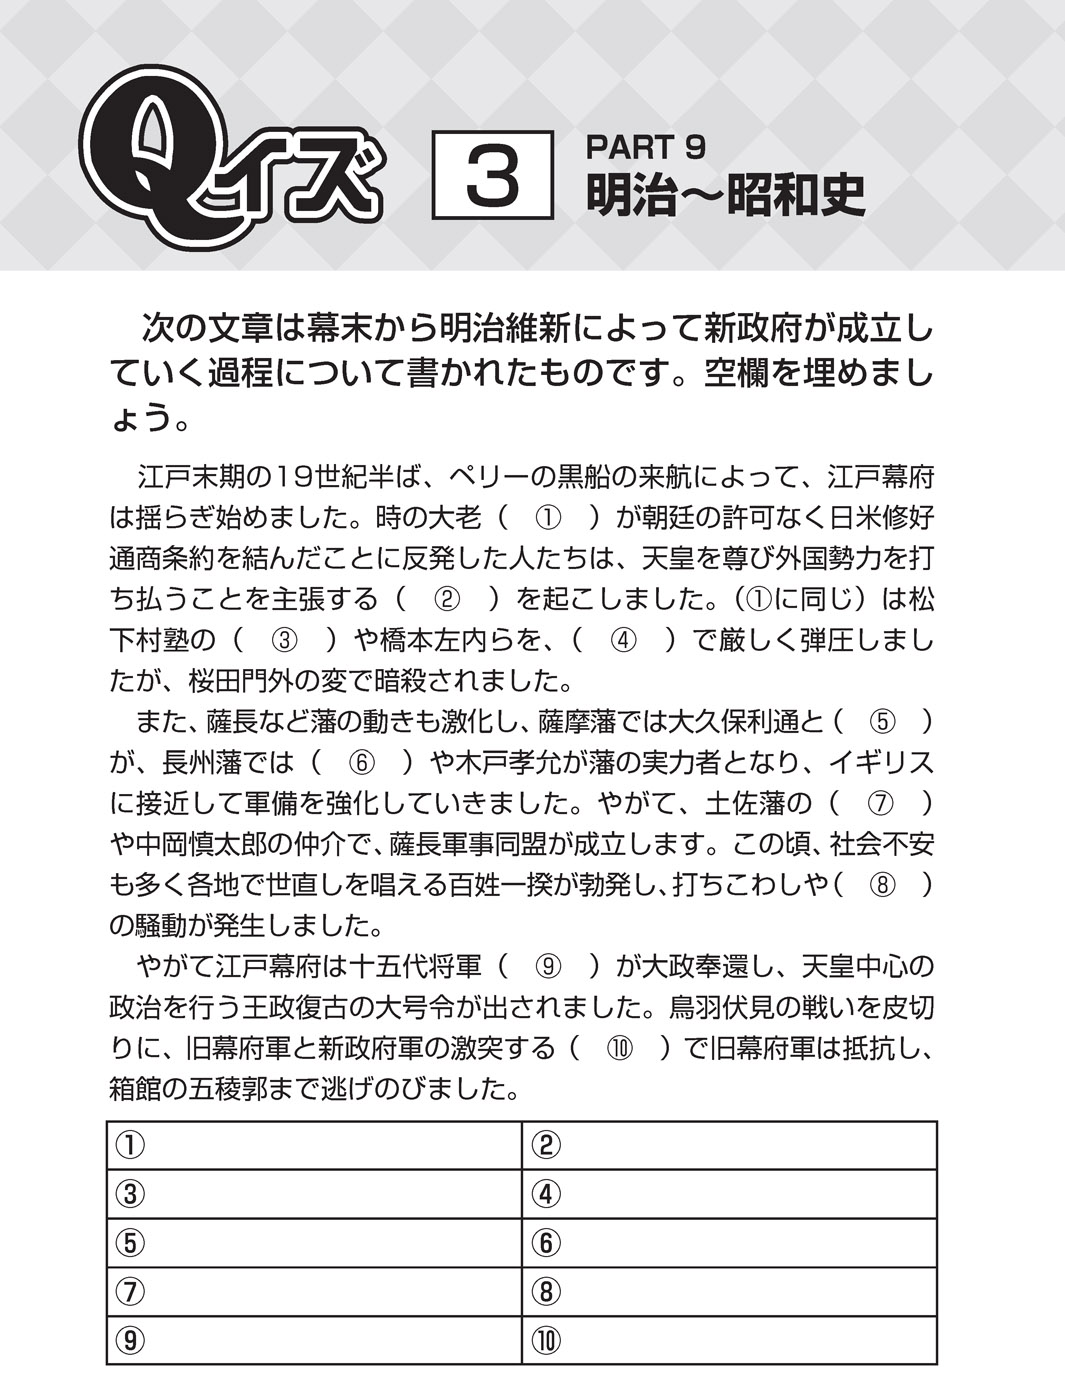 Qイズ
3
PART 9
明治〜昭和史
次の文章は幕末から明治維新によって新政府が成立し
ていく過程について書かれたものです。空欄を埋めまし
ょう。
江戸末期の19世紀半ば、ペリーの黒船の来航によって、江戸幕府
は揺らぎ始めました。時の大老（　①　）が朝廷の許可なく日米修好
通商条約を結んだことに反発した人たちは、天皇を尊び外国勢力を打
ち払うことを主張する（　②　）を起こしました。（①に同じ）は松
下村塾の（　③　）や橋本左内らを、（　④　）で厳しく弾圧しまし
たが、桜田門外の変で暗殺されました。
また、薩長など藩の動きも激化し、薩摩藩では大久保利通と（　⑤　）
が、長州藩では（　⑥　）や木戸孝允が藩の実力者となり、イギリス
に接近して軍備を強化していきました。やがて、土佐藩の（　⑦　）
や中岡慎太郎の仲介で、薩長軍事同盟が成立します。この頃、社会不安
も多く各地で世直しを唱える百姓一揆が勃発し、打ちこわしや（　⑧　）
の騒動が発生しました。
やがて江戸幕府は十五代将軍（　⑨　）が大政奉還し、天皇中心の
政治を行う王政復古の大号令が出されました。鳥羽伏見の戦いを皮切
りに、旧幕府軍と新政府軍の激突する（　⑩　）で旧幕府軍は抵抗し、
箱館の五稜郭まで逃げのびました。
①
②
③
④
⑤
⑥
⑦
⑧
⑨
⑩